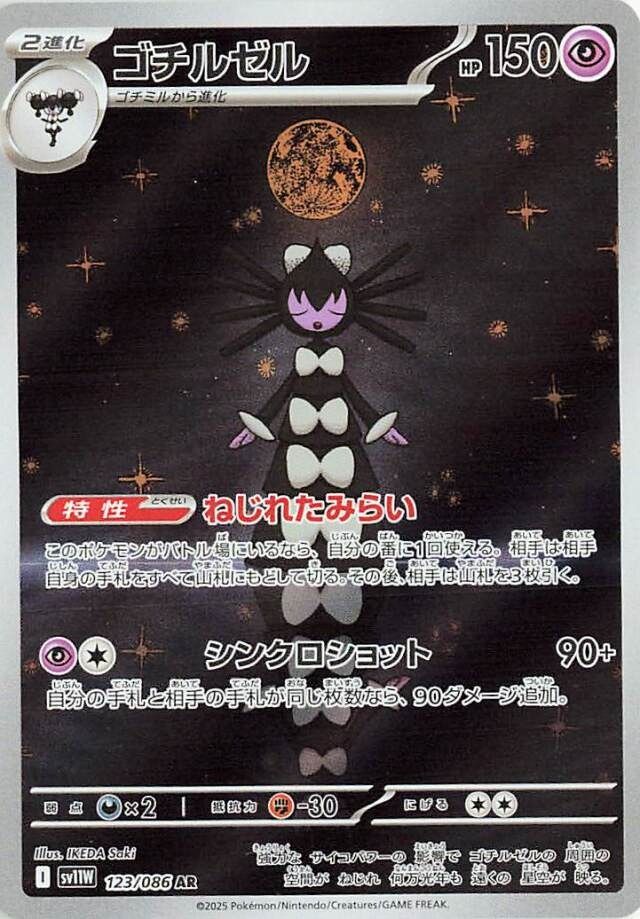 2進化
ゴチルゼル
HP 150
ゴチミルから進化
特性 とくせい ねじれたみらい
このポケモンがバトル場にいるなら、自分の番に1回使える。相手は相手
自身の手札をすべて山札にもどして切る。その後、相手は山札を3枚引く。
シンクロショット 90+
自分の手札と相手の手札が同じ枚数なら、90ダメージ追加。
弱点 ×2 抵抗力 -30 にげる
Illus. IKEDA Saki
I sv11W 123/086 AR
強力な サイコパワーの 影響で ゴチルゼルの 周囲の
空間が ねじれ 何万光年も 遠くの 星空が 映る。
©2025 Pokémon/Nintendo/Creatures/GAME FREAK.